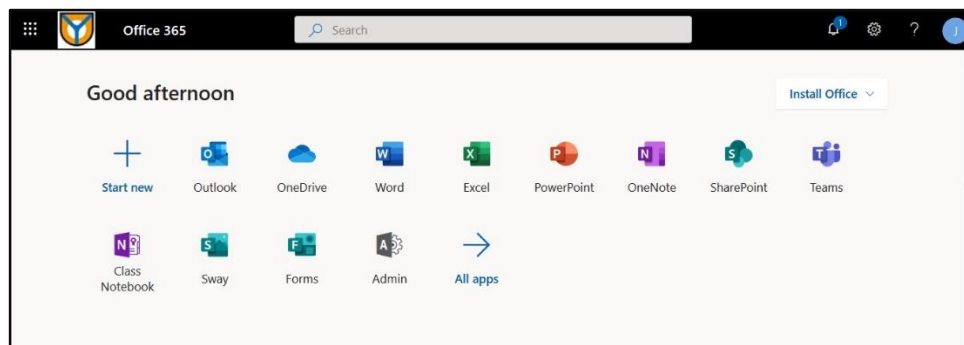 Office 365
Search
1
?
J
Good afternoon
Install Office
Start new
Outlook
OneDrive
Word
Excel
PowerPoint
OneNote
SharePoint
Teams
Class
Notebook
Sway
Forms
Admin
All apps